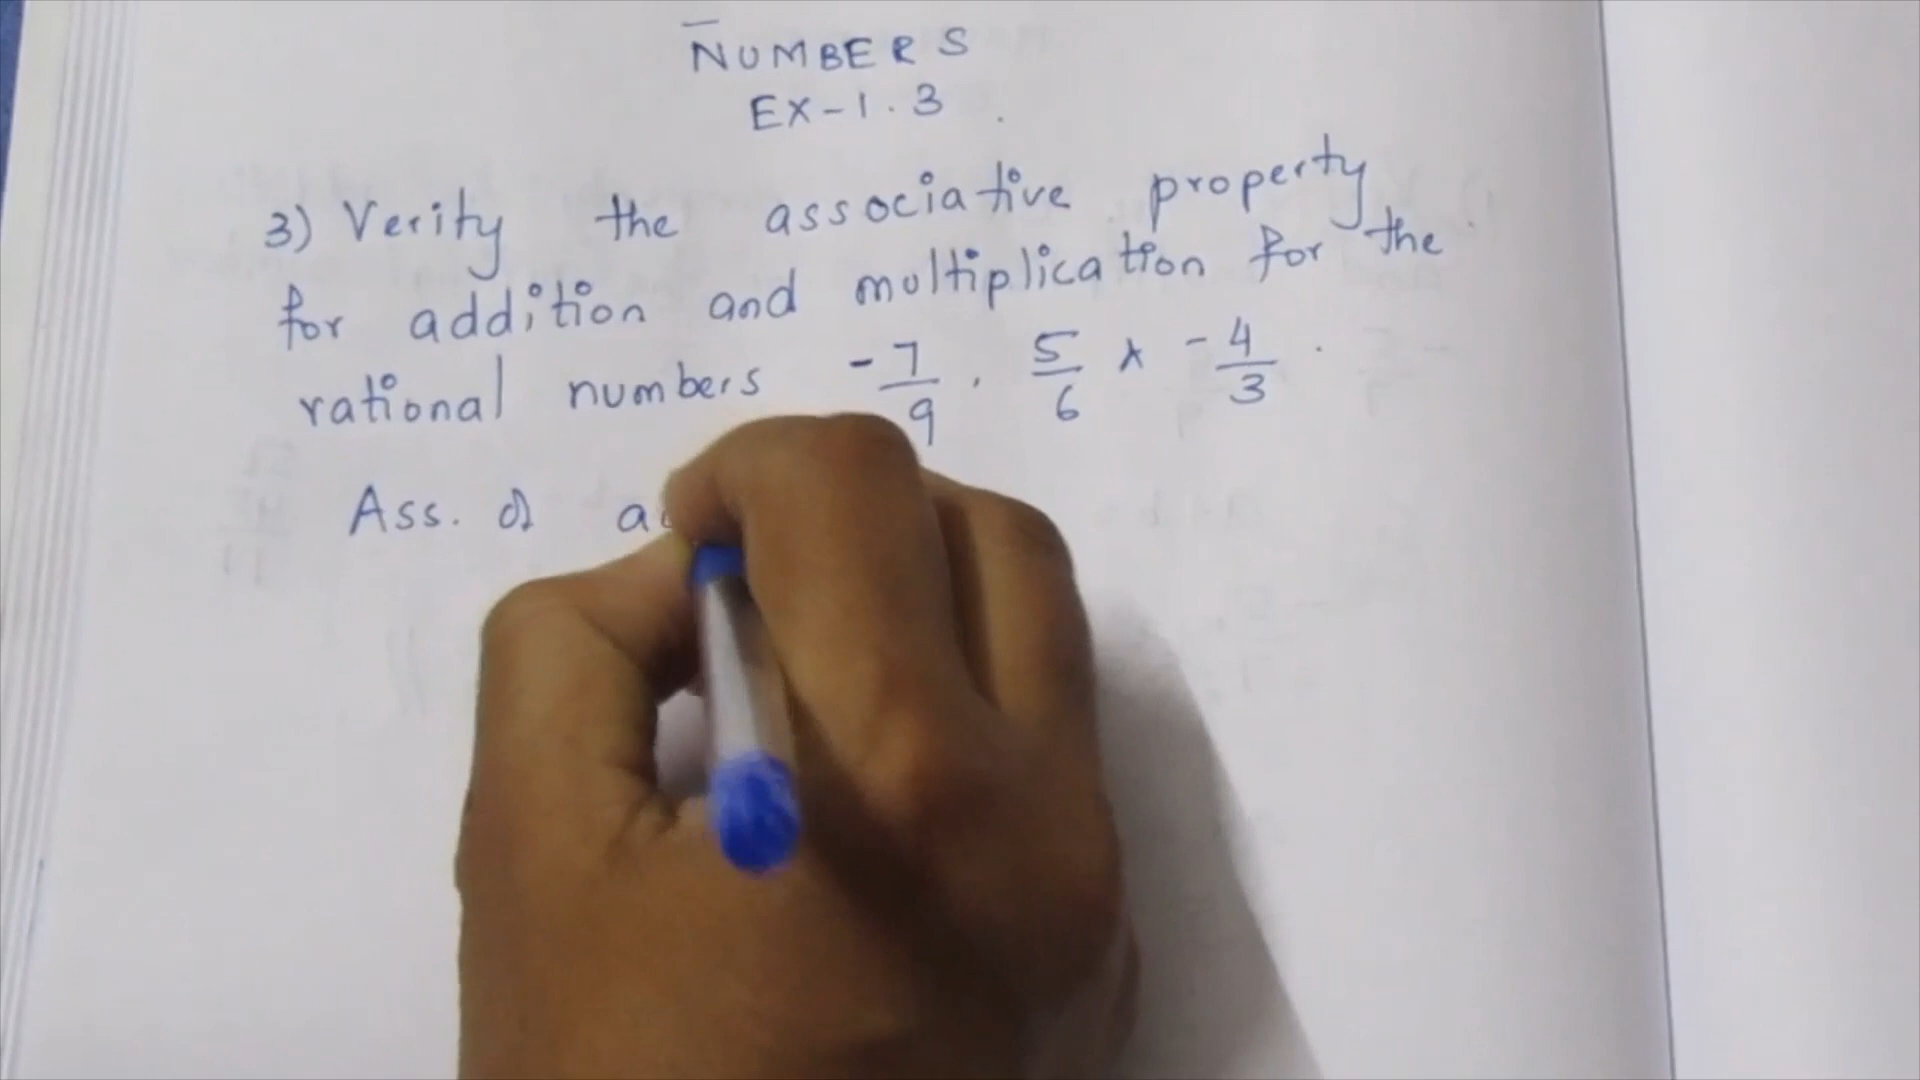 NUMBERS
EX-1.3
3) Verity the associative property
for addition and multiplication for the
rational numbers -7/9, 5/6 x -4/3.
Ass. of